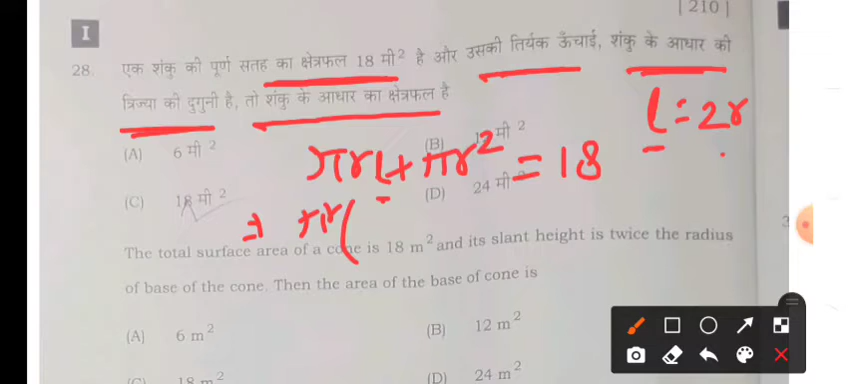 | 210 |
I
28. एक शंकु की पूर्ण सतह का क्षेत्रफल 18 मी² है और उसकी तिर्यक ऊँचाई, शंकु के आधार की
त्रिज्या की दुगुनी है, तो शंकु के आधार का क्षेत्रफल है
l = 2r
(A) 6 मी² (B) मी²
πrl + πr² = 18
(C) 18 मी² (D) 24 मी
⇒ πr(
The total surface area of a cone is 18 m² and its slant height is twice the radius
of base of the cone. Then the area of the base of cone is
(A) 6 m² (B) 12 m²
(C) 18 m² (D) 24 m²